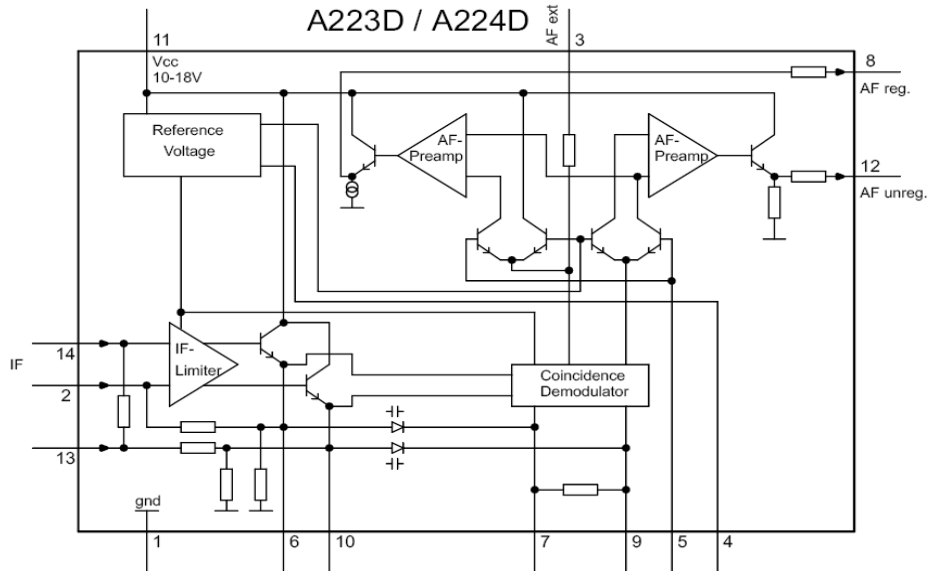 A223D / A224D
AF ext
3
11
Vcc
10-18V
8
AF reg.
Reference
Voltage
AF-
Preamp
AF-
Preamp
12
AF unreg.
IF
14
IF-
Limiter
2
Coincidence
Demodulator
13
gnd
1
6
10
7
9
5
4